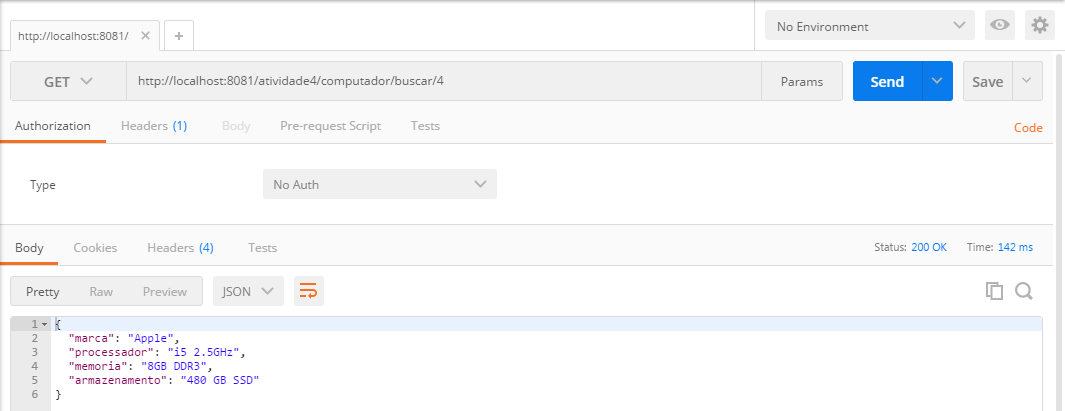 http://localhost:8081/
No Environment
GET http://localhost:8081/atividade4/computador/buscar/4 Params Send Save
Authorization Headers (1) Body Pre-request Script Tests Code
Type No Auth
Body Cookies Headers (4) Tests Status: 200 OK Time: 142 ms
Pretty Raw Preview JSON
1 {
2 "marca": "Apple",
3 "processador": "i5 2.5GHz",
4 "memoria": "8GB DDR3",
5 "armazenamento": "480 GB SSD"
6 }